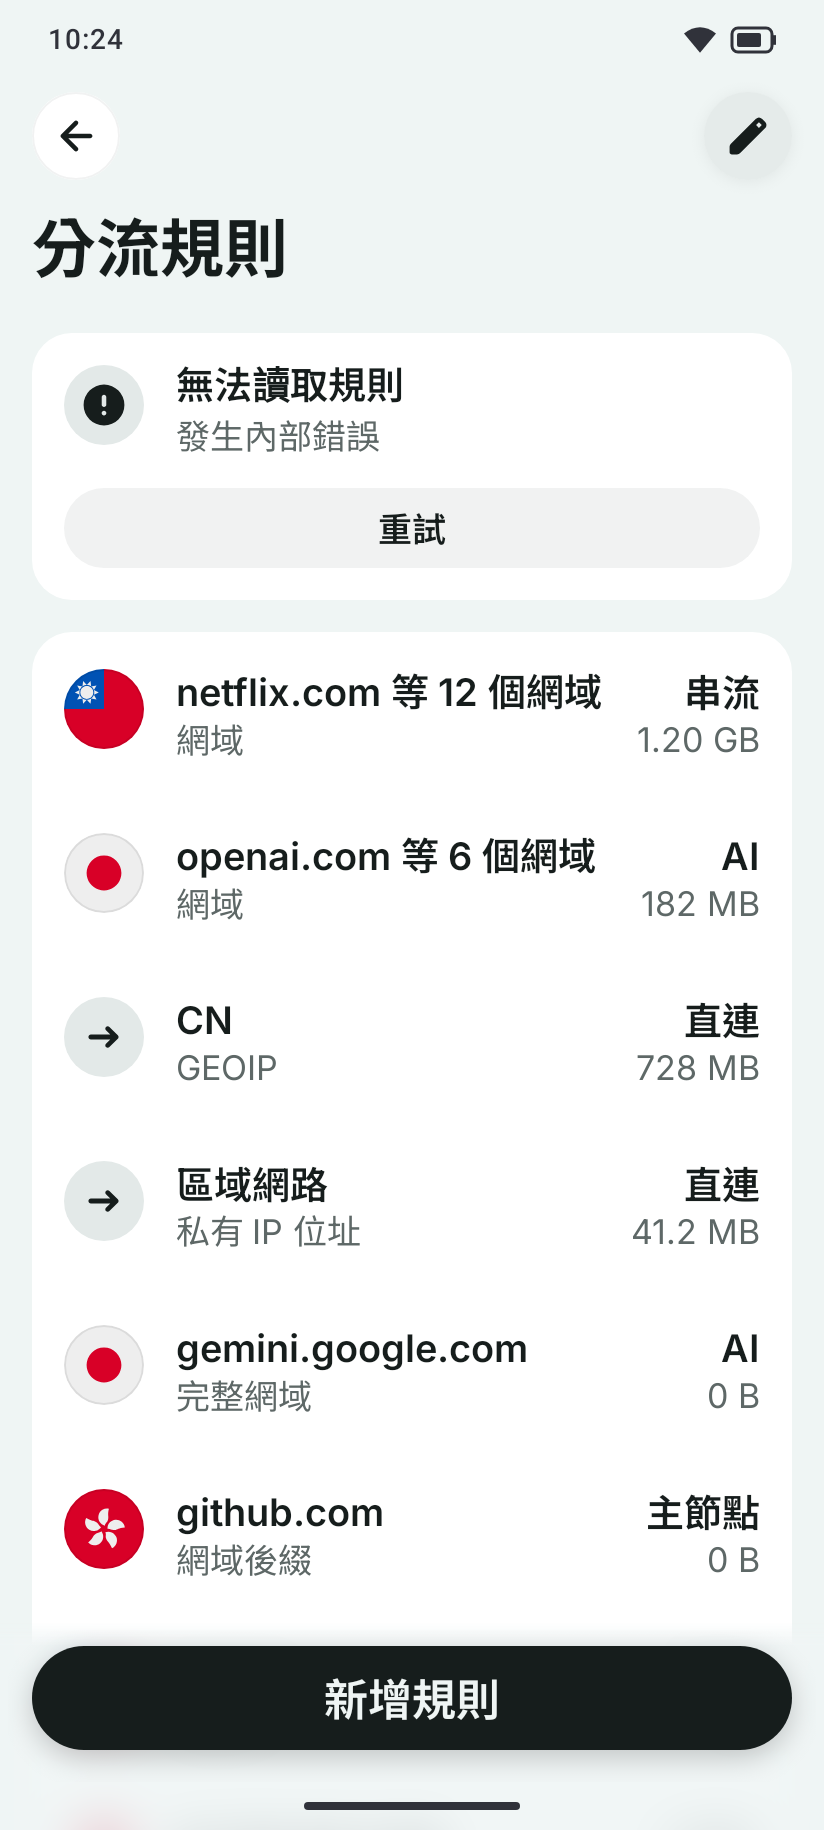 10:24
分流規則
無法讀取規則
發生內部錯誤
重試
netflix.com 等 12 個網域
串流
網域
1.20 GB
openai.com 等 6 個網域
AI
網域
182 MB
CN
直連
GEOIP
728 MB
區域網路
直連
私有 IP 位址
41.2 MB
gemini.google.com
AI
完整網域
0 B
github.com
主節點
網域後綴
0 B
新增規則